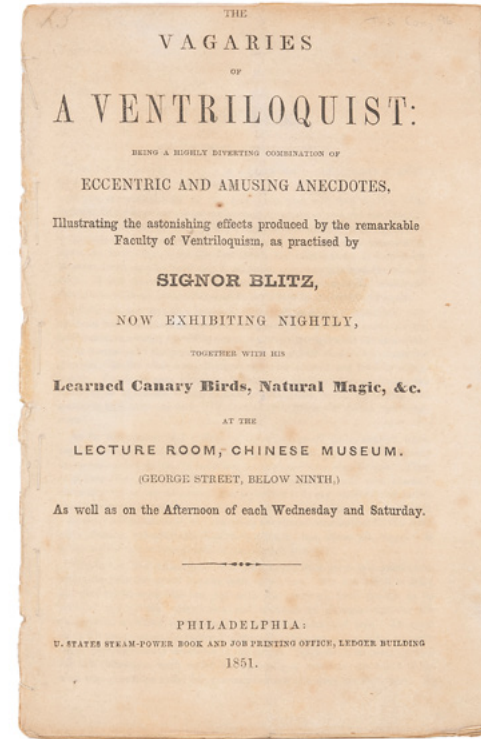 THE
VAGARIES
OF
A VENTRILOQUIST:
BEING A HIGHLY DIVERTING COMBINATION OF
ECCENTRIC AND AMUSING ANECDOTES,
Illustrating the astonishing effects produced by the remarkable
Faculty of Ventriloquism, as practised by
SIGNOR BLITZ,
NOW EXHIBITING NIGHTLY,
TOGETHER WITH HIS
Learned Canary Birds, Natural Magic, &c.
AT THE
LECTURE ROOM, CHINESE MUSEUM.
(GEORGE STREET, BELOW NINTH,)
As well as on the Afternoon of each Wednesday and Saturday.
PHILADELPHIA:
U. STATES STEAM-POWER BOOK AND JOB PRINTING OFFICE, LEDGER BUILDING
1851.